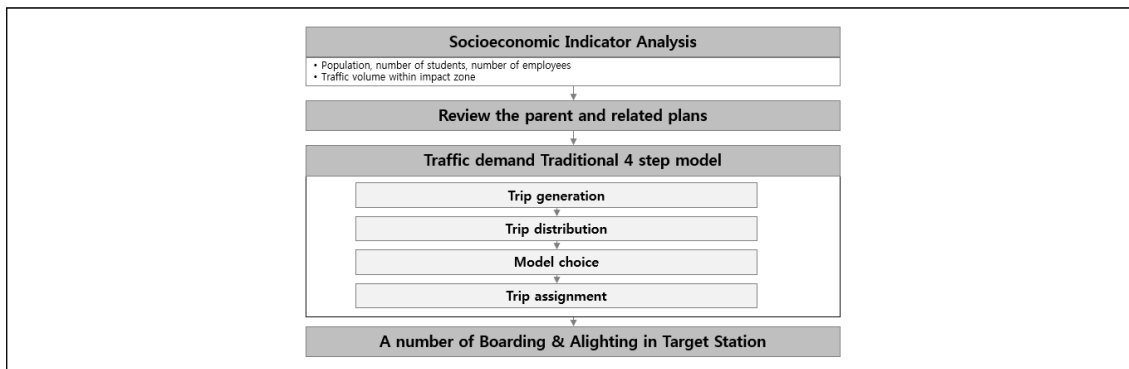 Socioeconomic Indicator Analysis
• Population, number of students, number of employees
• Traffic volume within impact zone
Review the parent and related plans
Traffic demand Traditional 4 step model
Trip generation
Trip distribution
Model choice
Trip assignment
A number of Boarding & Alighting in Target Station